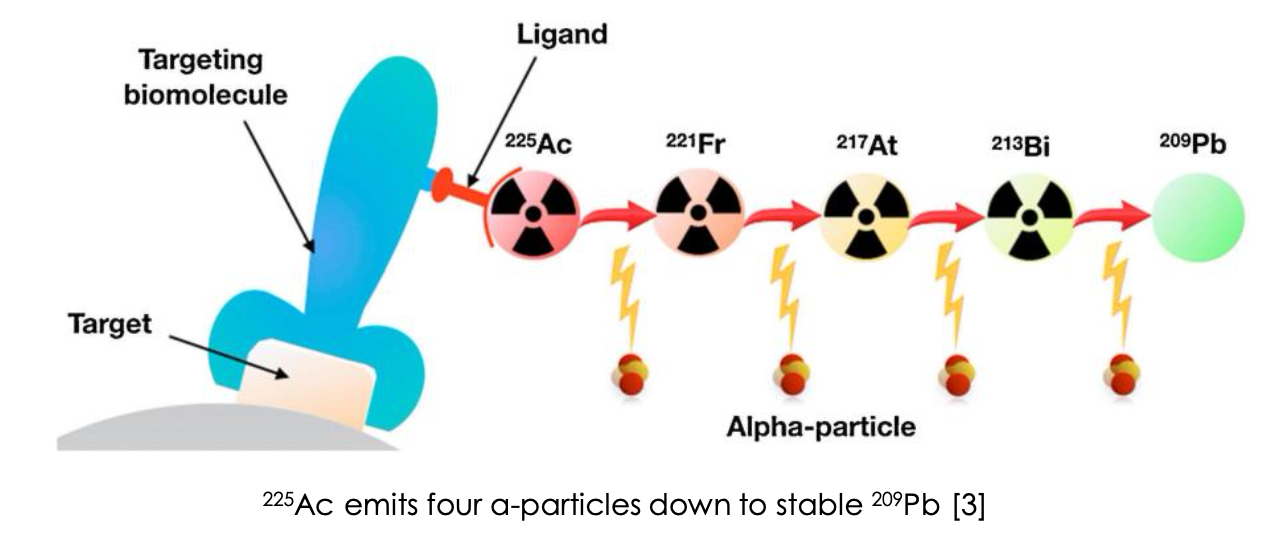 Ligand
Targeting
biomolecule
²²⁵Ac
²²¹Fr
²¹⁷At
²¹³Bi
²⁰⁹Pb
Target
Alpha-particle
²²⁵Ac emits four a-particles down to stable ²⁰⁹Pb [3]